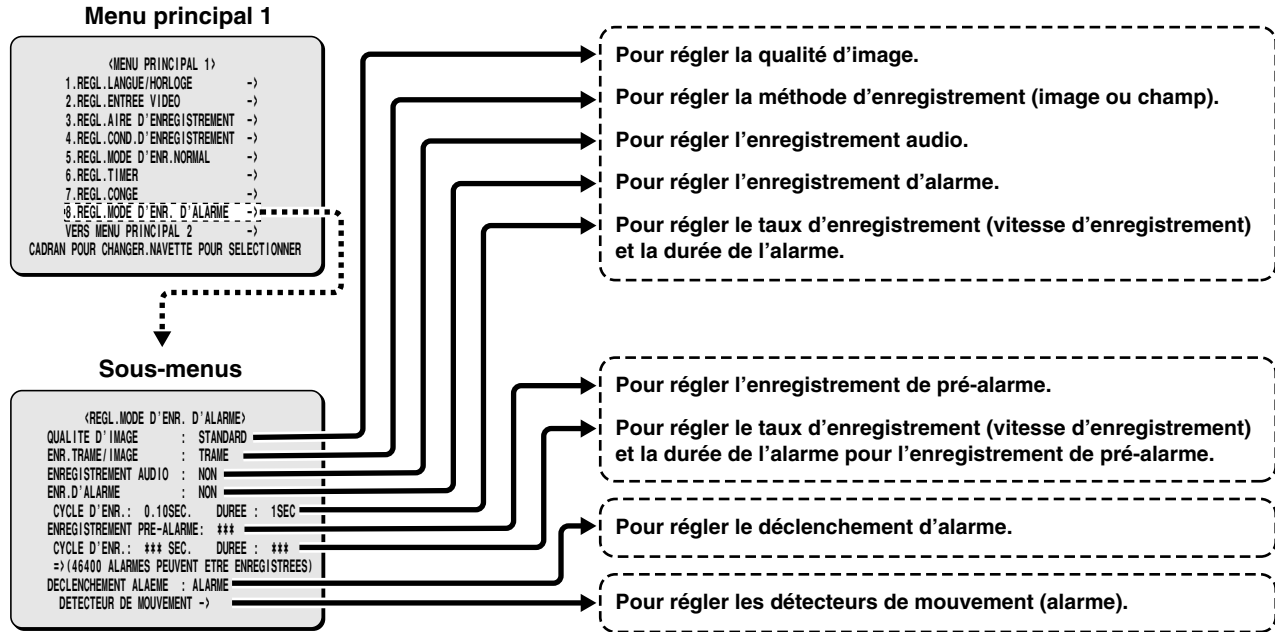 Menu principal 1
<MENU PRINCIPAL 1>
1.REGL.LANGUE/HORLOGE ->
2.REGL.ENTREE VIDEO ->
3.REGL.AIRE D'ENREGISTREMENT ->
4.REGL.COND.D'ENREGISTREMENT ->
5.REGL.MODE D'ENR.NORMAL ->
6.REGL.TIMER ->
7.REGL.CONGE ->
8.REGL.MODE D'ENR. D'ALARME ->
VERS MENU PRINCIPAL 2 ->
CADRAN POUR CHANGER.NAVETTE POUR SELECTIONNER
Sous-menus
<REGL.MODE D'ENR. D'ALARME>
QUALITE D'IMAGE : STANDARD
ENR.TRAME/IMAGE : TRAME
ENREGISTREMENT AUDIO : NON
ENR.D'ALARME : NON
CYCLE D'ENR.: 0.10SEC. DUREE : 1SEC
ENREGISTREMENT PRE-ALARME: ***
CYCLE D'ENR.: *** SEC. DUREE : ***
=>(46400 ALARMES PEUVENT ETRE ENREGISTREES)
DECLENCHMENT ALAEME : ALARME
DETECTEUR DE MOUVEMENT ->
Pour régler la qualité d'image.
Pour régler la méthode d'enregistrement (image ou champ).
Pour régler l'enregistrement audio.
Pour régler l'enregistrement d'alarme.
Pour régler le taux d'enregistrement (vitesse d'enregistrement)
et la durée de l'alarme.
Pour régler l'enregistrement de pré-alarme.
Pour régler le taux d'enregistrement (vitesse d'enregistrement)
et la durée de l'alarme pour l'enregistrement de pré-alarme.
Pour régler le déclenchement d'alarme.
Pour régler les détecteurs de mouvement (alarme).